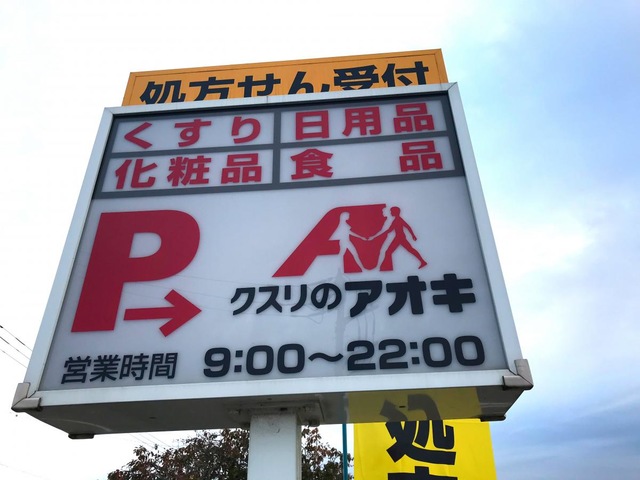 処方せん受付
くすり 日用品
化粧品 食品
P
クスリのアオキ
営業時間 9:00〜22:00
処